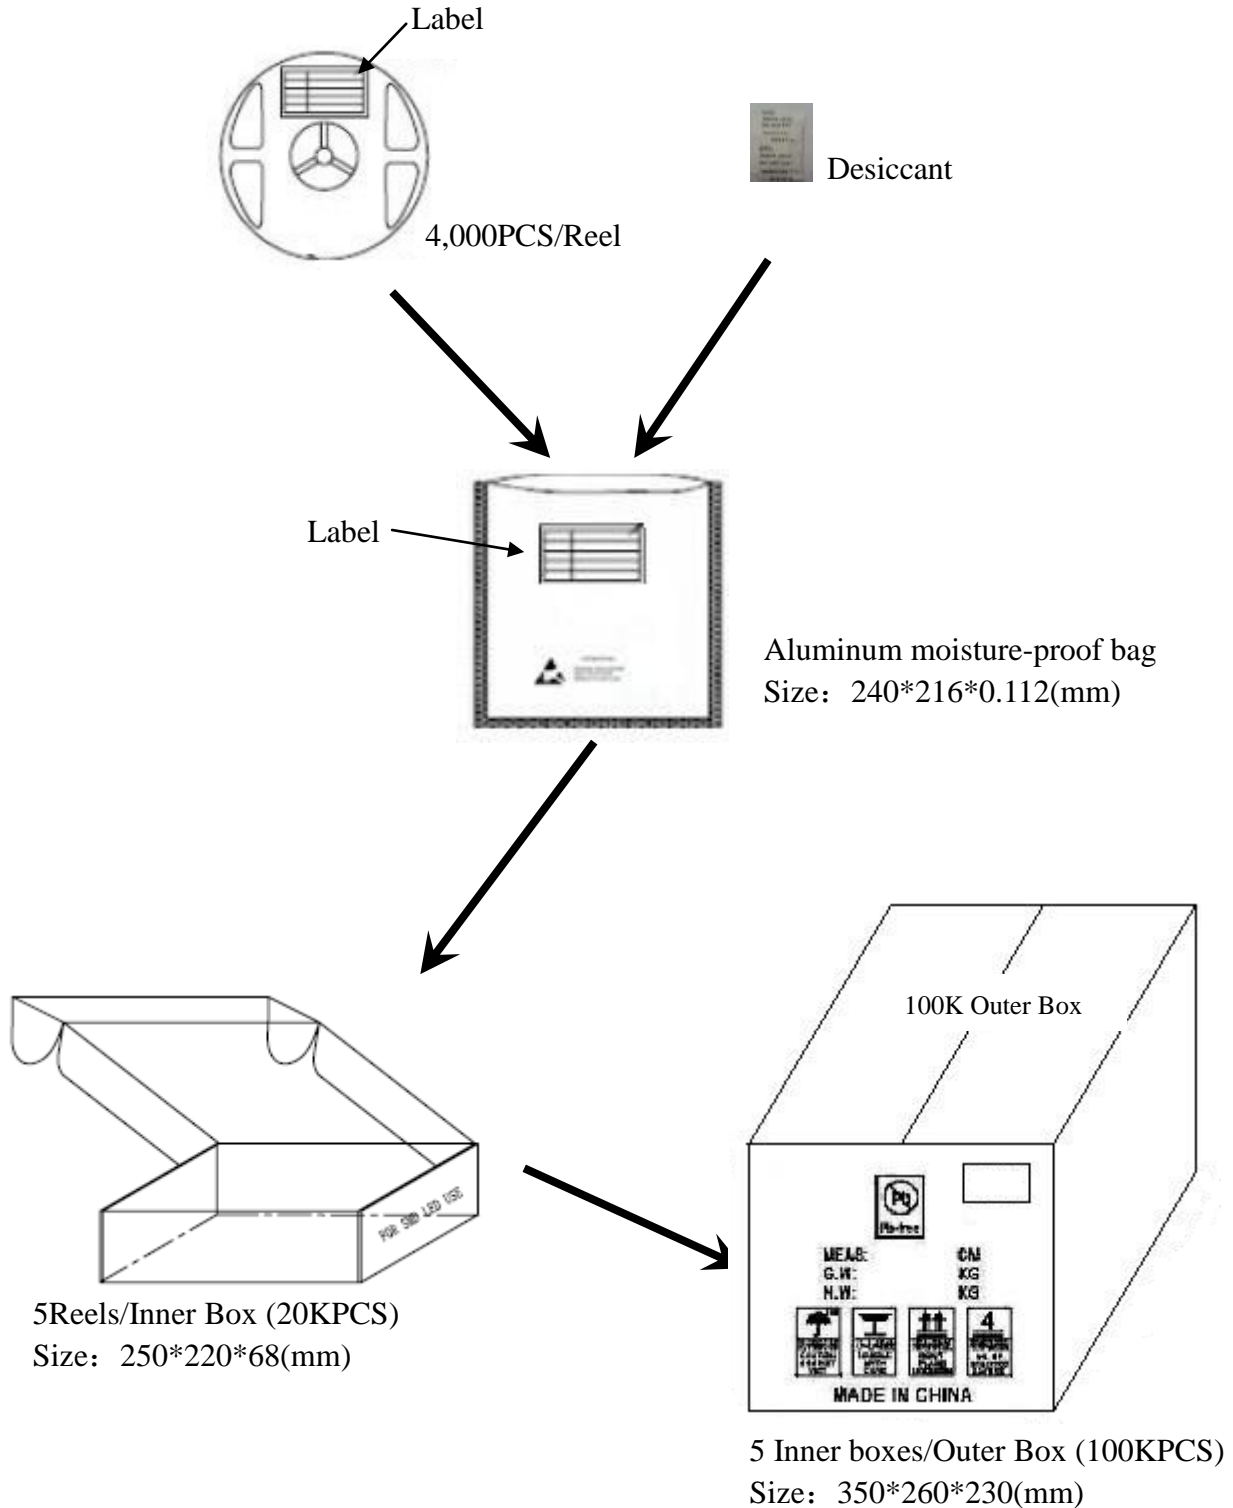 Label
Desiccant
4,000PCS/Reel
Label
Aluminum moisture-proof bag
Size：240*216*0.112(mm)
100K Outer Box
FOR SMD LED USE
Pb
Pb-free
MEAS: CM
G.W: KG
N.W: KG
4
MADE IN CHINA
5Reels/Inner Box (20KPCS)
Size：250*220*68(mm)
5 Inner boxes/Outer Box (100KPCS)
Size：350*260*230(mm)